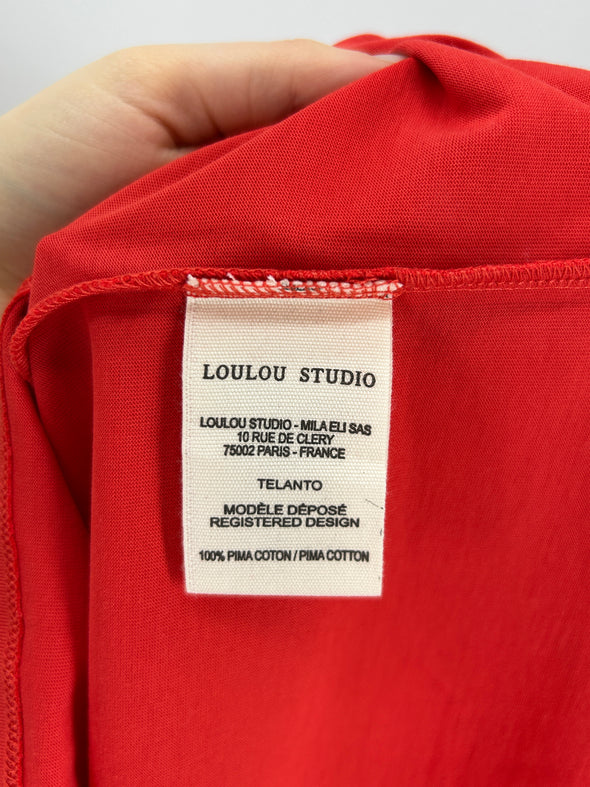 LOULOU STUDIO
LOULOU STUDIO - MILA ELI SAS
10 RUE DE CLERY
75002 PARIS - FRANCE
TELANTO
MODÈLE DÉPOSÉ
REGISTERED DESIGN
100% PIMA COTON / PIMA COTTON